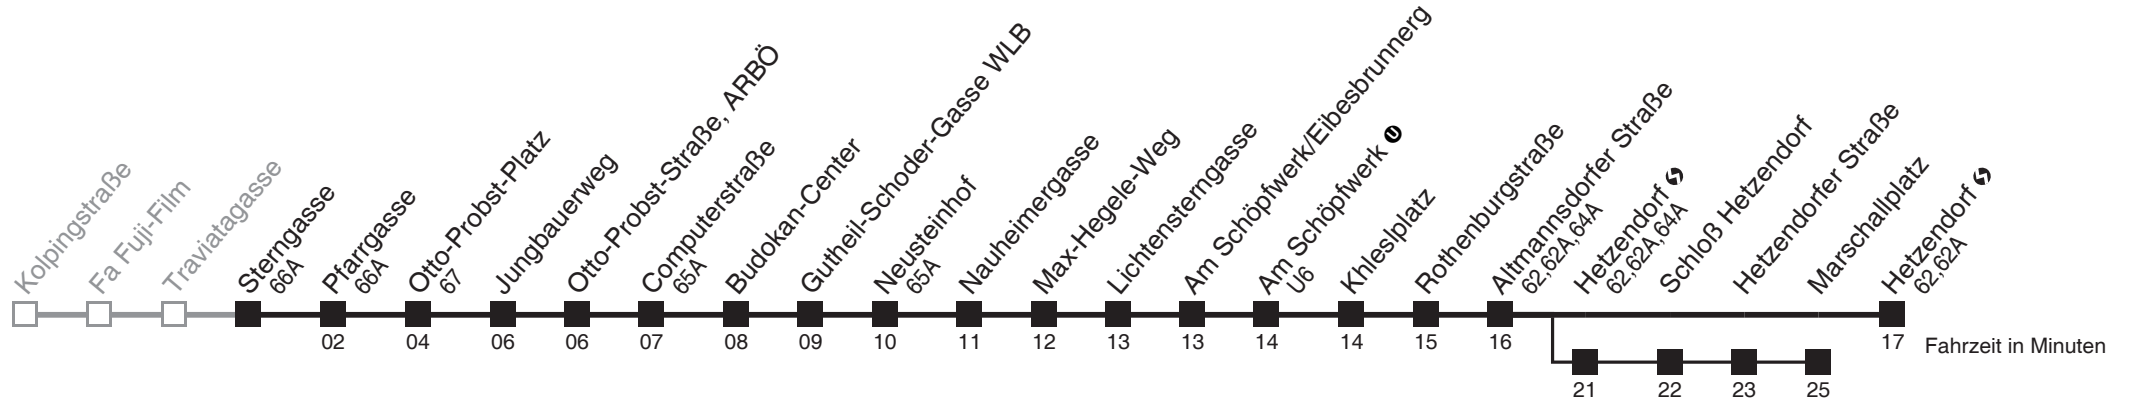 Kolpingstraße
Fa Fuji-Film
Traviatagasse
Sterngasse
66A
Pfarrgasse
66A
Otto-Probst-Platz
67
Jungbauerweg
Otto-Probst-Straße, ARBÖ
Computerstraße
65A
Budokan-Center
Gutheil-Schoder-Gasse WLB
Neusteinhof
65A
Nauheimergasse
Max-Hegele-Weg
Lichtensterngasse
Am Schöpfwerk/Eibesbrunnerg
Am Schöpfwerk U
U6
Khleslplatz
Rothenburgstraße
Altmannsdorfer Straße
62,62A,64A
Hetzendorf
62,62A,64A
Schloß Hetzendorf
Hetzendorfer Straße
Marschallplatz
Hetzendorf
62,62A
02 04 06 06 07 08 09 10 11 12 13 13 14 14 15 16 17 Fahrzeit in Minuten
21 22 23 25